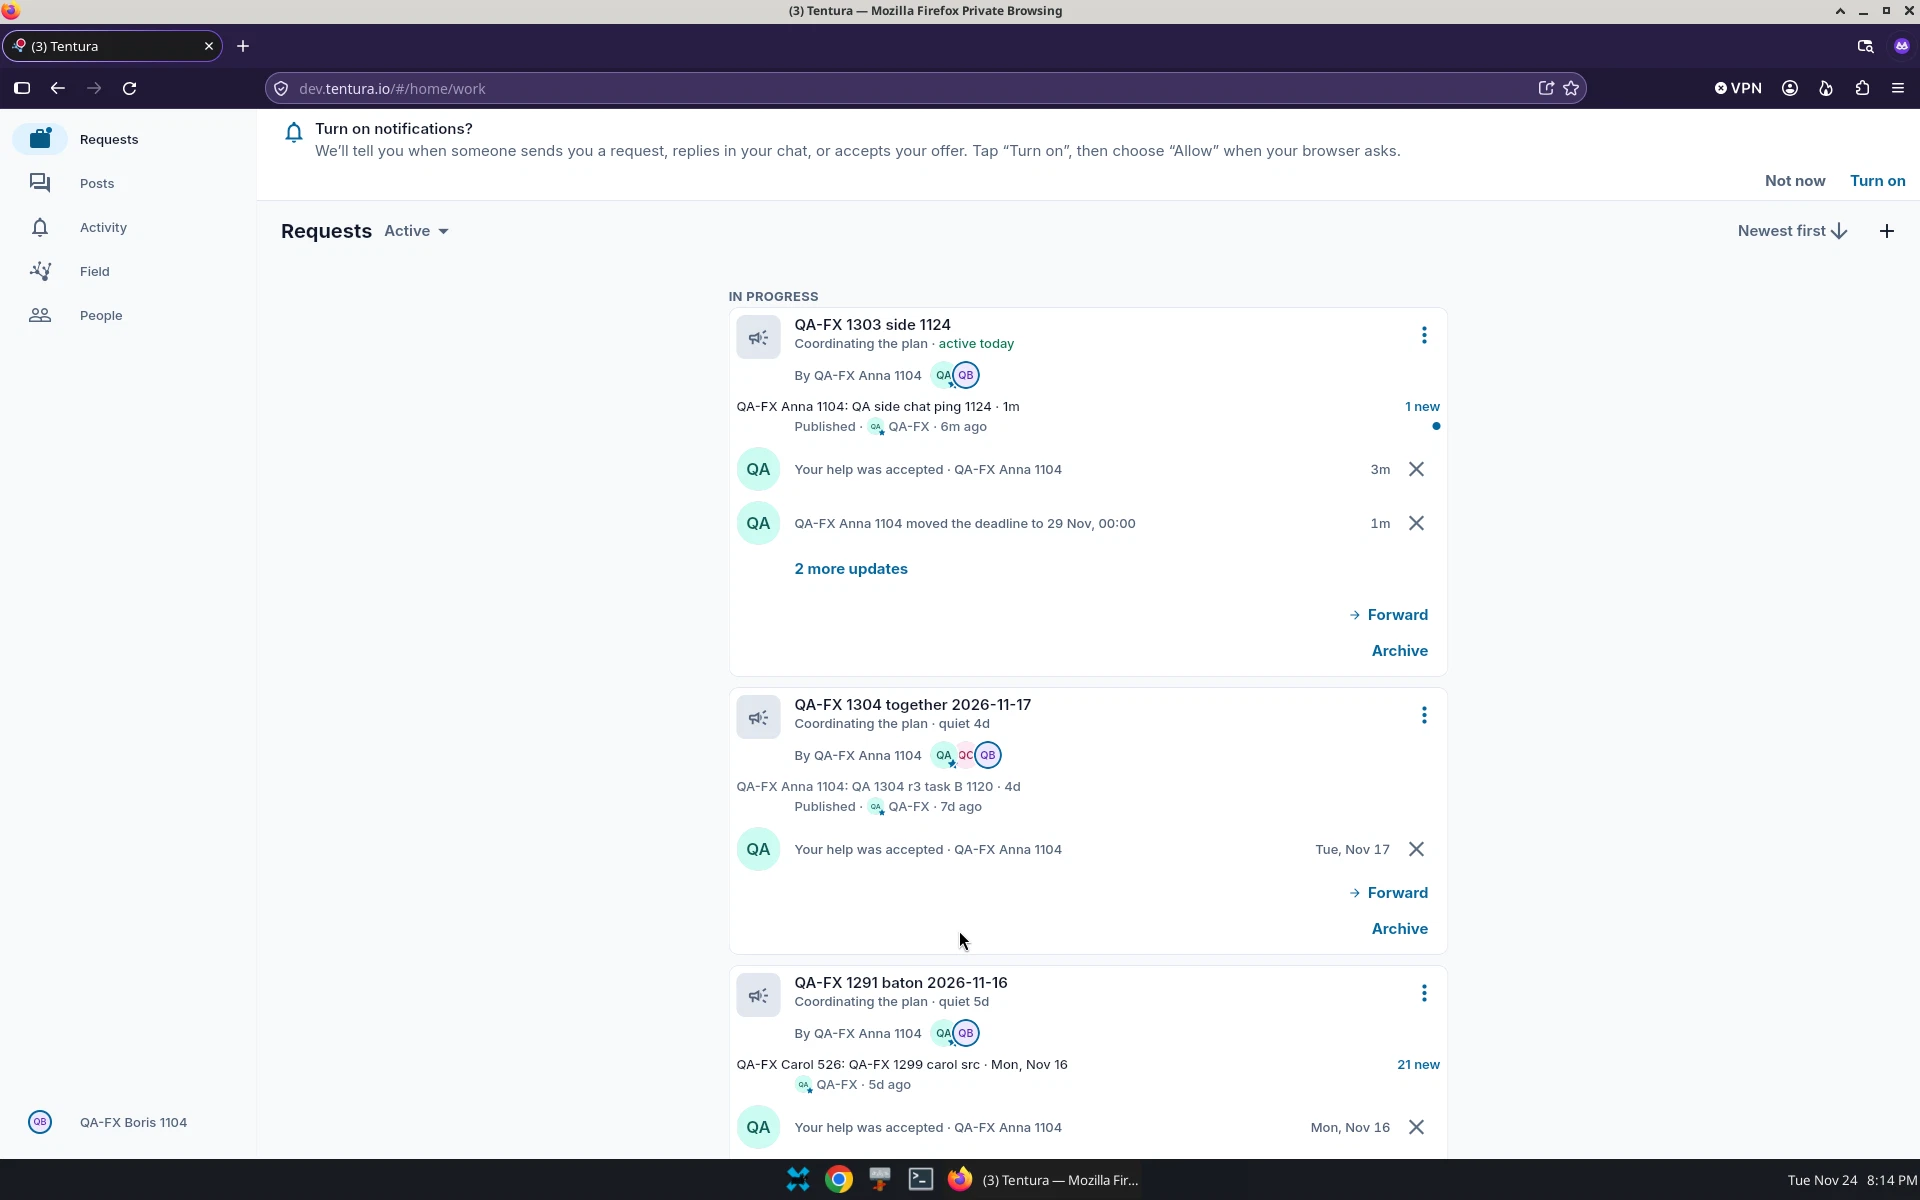 (3) Tentura — Mozilla Firefox Private Browsing
(3) Tentura
dev.tentura.io/#/home/work
VPN
Requests
Posts
Activity
Field
People
QA-FX Boris 1104
QB
Turn on notifications?
We'll tell you when someone sends you a request, replies in your chat, or accepts your offer. Tap “Turn on”, then choose “Allow” when your browser asks.
Not now
Turn on
Requests
Active
Newest first
IN PROGRESS
QA-FX 1303 side 1124
Coordinating the plan · active today
By QA-FX Anna 1104 QA QB
QA-FX Anna 1104: QA side chat ping 1124 · 1m
1 new
Published · QA QA-FX · 6m ago
QA Your help was accepted · QA-FX Anna 1104 3m
QA QA-FX Anna 1104 moved the deadline to 29 Nov, 00:00 1m
2 more updates
Forward
Archive
QA-FX 1304 together 2026-11-17
Coordinating the plan · quiet 4d
By QA-FX Anna 1104 QA QC QB
QA-FX Anna 1104: QA 1304 r3 task B 1120 · 4d
Published · QA QA-FX · 7d ago
QA Your help was accepted · QA-FX Anna 1104 Tue, Nov 17
Forward
Archive
QA-FX 1291 baton 2026-11-16
Coordinating the plan · quiet 5d
By QA-FX Anna 1104 QA QB
QA-FX Carol 526: QA-FX 1299 carol src · Mon, Nov 16
21 new
QA QA-FX · 5d ago
QA Your help was accepted · QA-FX Anna 1104 Mon, Nov 16
(3) Tentura — Mozilla Fir...
Tue Nov 24 8:14 PM